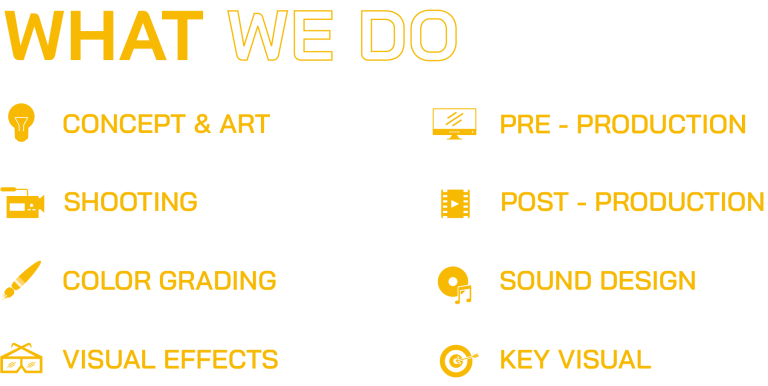 WHAT WE DO
CONCEPT & ART
PRE - PRODUCTION
SHOOTING
POST - PRODUCTION
COLOR GRADING
SOUND DESIGN
VISUAL EFFECTS
KEY VISUAL